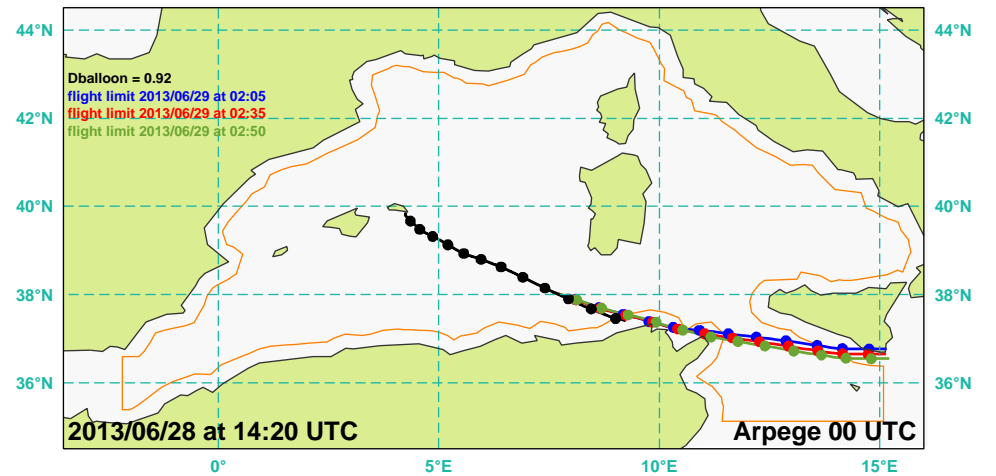 44°N 44°N
Dballoon = 0.92
flight limit 2013/06/29 at 02:05
flight limit 2013/06/29 at 02:35
42°N 42°N
flight limit 2013/06/29 at 02:50
40°N 40°N
38°N 38°N
36°N 36°N
2013/06/28 at 14:20 UTC Arpege 00 UTC
0° 5°E 10°E 15°E